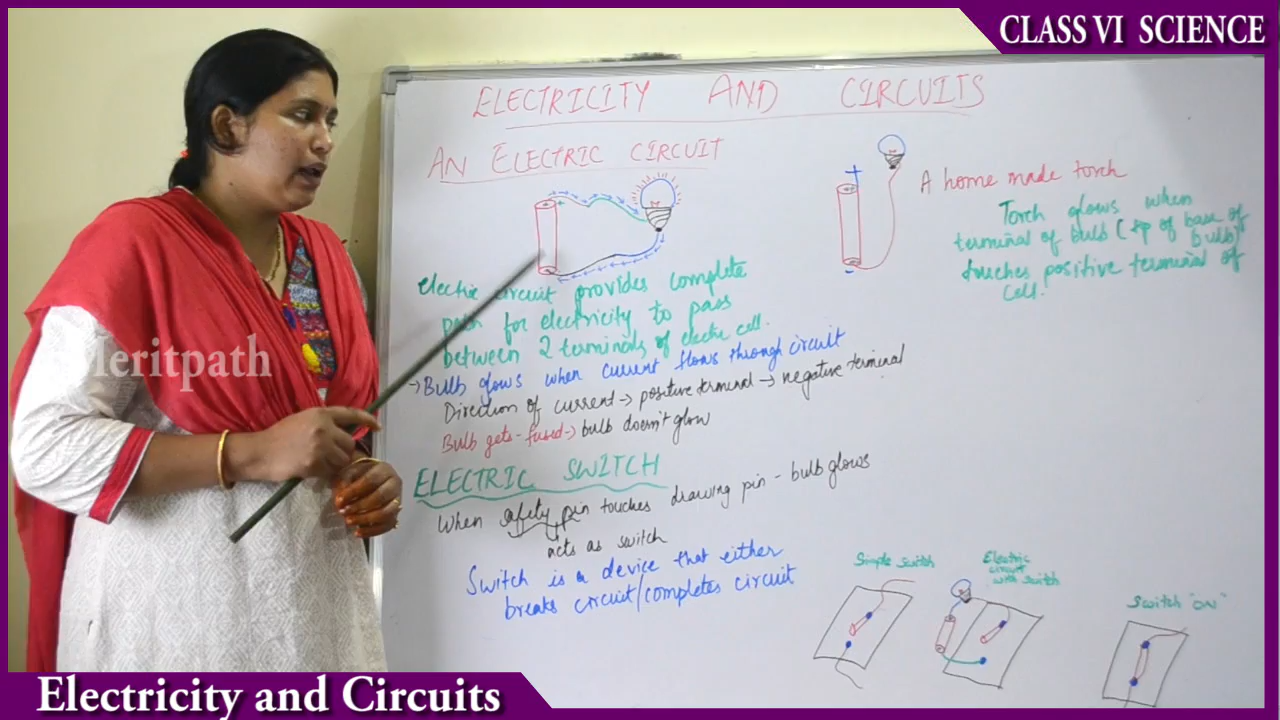 CLASS VI SCIENCE
ELECTRICITY AND CIRCUITS
AN ELECTRIC CIRCUIT
+
-
electric circuit provides complete
path for electricity to pass
between 2 terminals of electric cell.
→ Bulb glows when current flows through circuit
Direction of current → positive terminal → negative terminal
Bulb gets - fused → bulb doesn't glow
ELECTRIC SWITCH
When safety pin touches drawing pin - bulb glows
acts as switch
Switch is a device that either
breaks circuit/completes circuit
+
-
A home made torch
Torch glows when
terminal of bulb (tip of base of
bulb)
touches positive terminal of
cell.
Simple switch
Electric
circuit
with switch
Switch "ON"
Meritpath
Electricity and Circuits